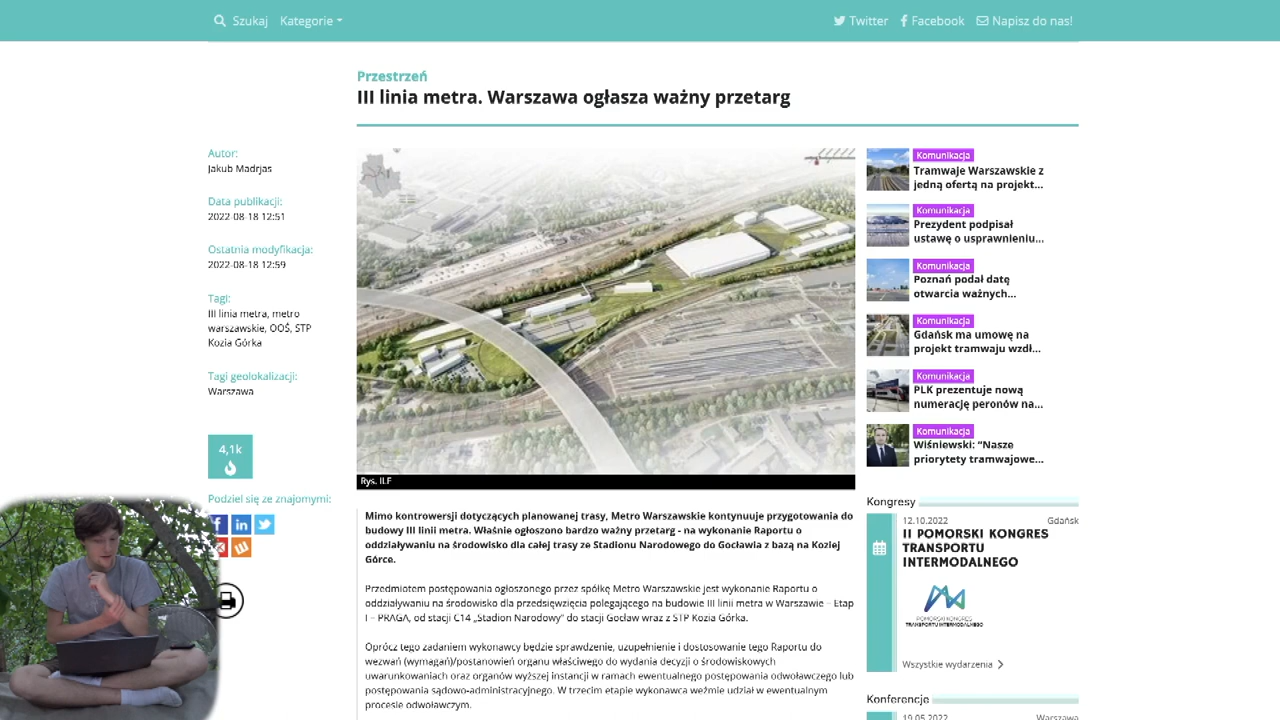 Szukaj Kategorie Twitter Facebook Napisz do nas!
Przestrzeń
III linia metra. Warszawa ogłasza ważny przetarg
Autor:
Jakub Madrjas
Data publikacji:
2022-08-18 12:51
Ostatnia modyfikacja:
2022-08-18 12:59
Tagi:
III linia metra, metro
warszawskie, OOŚ, STP
Kozia Górka
Tagi geolokalizacji:
Warszawa
4,1k
Podziel się ze znajomymi:
Rys. ILF
Mimo kontrowersji dotyczących planowanej trasy, Metro Warszawskie kontynuuje przygotowania do
budowy III linii metra. Właśnie ogłoszono bardzo ważny przetarg - na wykonanie Raportu o
oddziaływaniu na środowisko dla całej trasy ze Stadionu Narodowego do Gocławia z bazą na Koziej
Górce.
Przedmiotem postępowania ogłoszonego przez spółkę Metro Warszawskie jest wykonanie Raportu o
oddziaływaniu na środowisko dla przedsięwzięcia polegającego na budowie III linii metra w Warszawie – Etap
I – PRAGA, od stacji C14 „Stadion Narodowy” do stacji Gocław wraz z STP Kozia Górka.
Oprócz tego zadaniem wykonawcy będzie sprawdzenie, uzupełnienie i dostosowanie tego Raportu do
wezwań (wymagań)/postanowień organu właściwego do wydania decyzji o środowiskowych
uwarunkowaniach oraz organów wyższej instancji w ramach ewentualnego postępowania odwoławczego lub
postępowania sądowo-administracyjnego. W trzecim etapie wykonawca weźmie udział w ewentualnym
procesie odwoławczym.
Komunikacja
Tramwaje Warszawskie z
jedną ofertą na projekt...
Komunikacja
Prezydent podpisał
ustawę o usprawnieniu...
Komunikacja
Poznań podał datę
otwarcia ważnych...
Komunikacja
Gdańsk ma umowę na
projekt tramwaju wzdł...
Komunikacja
PLK prezentuje nową
numerację peronów na...
Komunikacja
Wiśniewski: "Nasze
priorytety tramwajowe...
Kongresy
12.10.2022 Gdańsk
II POMORSKI KONGRES
TRANSPORTU
INTERMODALNEGO
POMORSKI KONGRES
TRANSPORTU INTERMODALNEGO
Wszystkie wydarzenia
Konferencje
19.05.2022 Warszawa